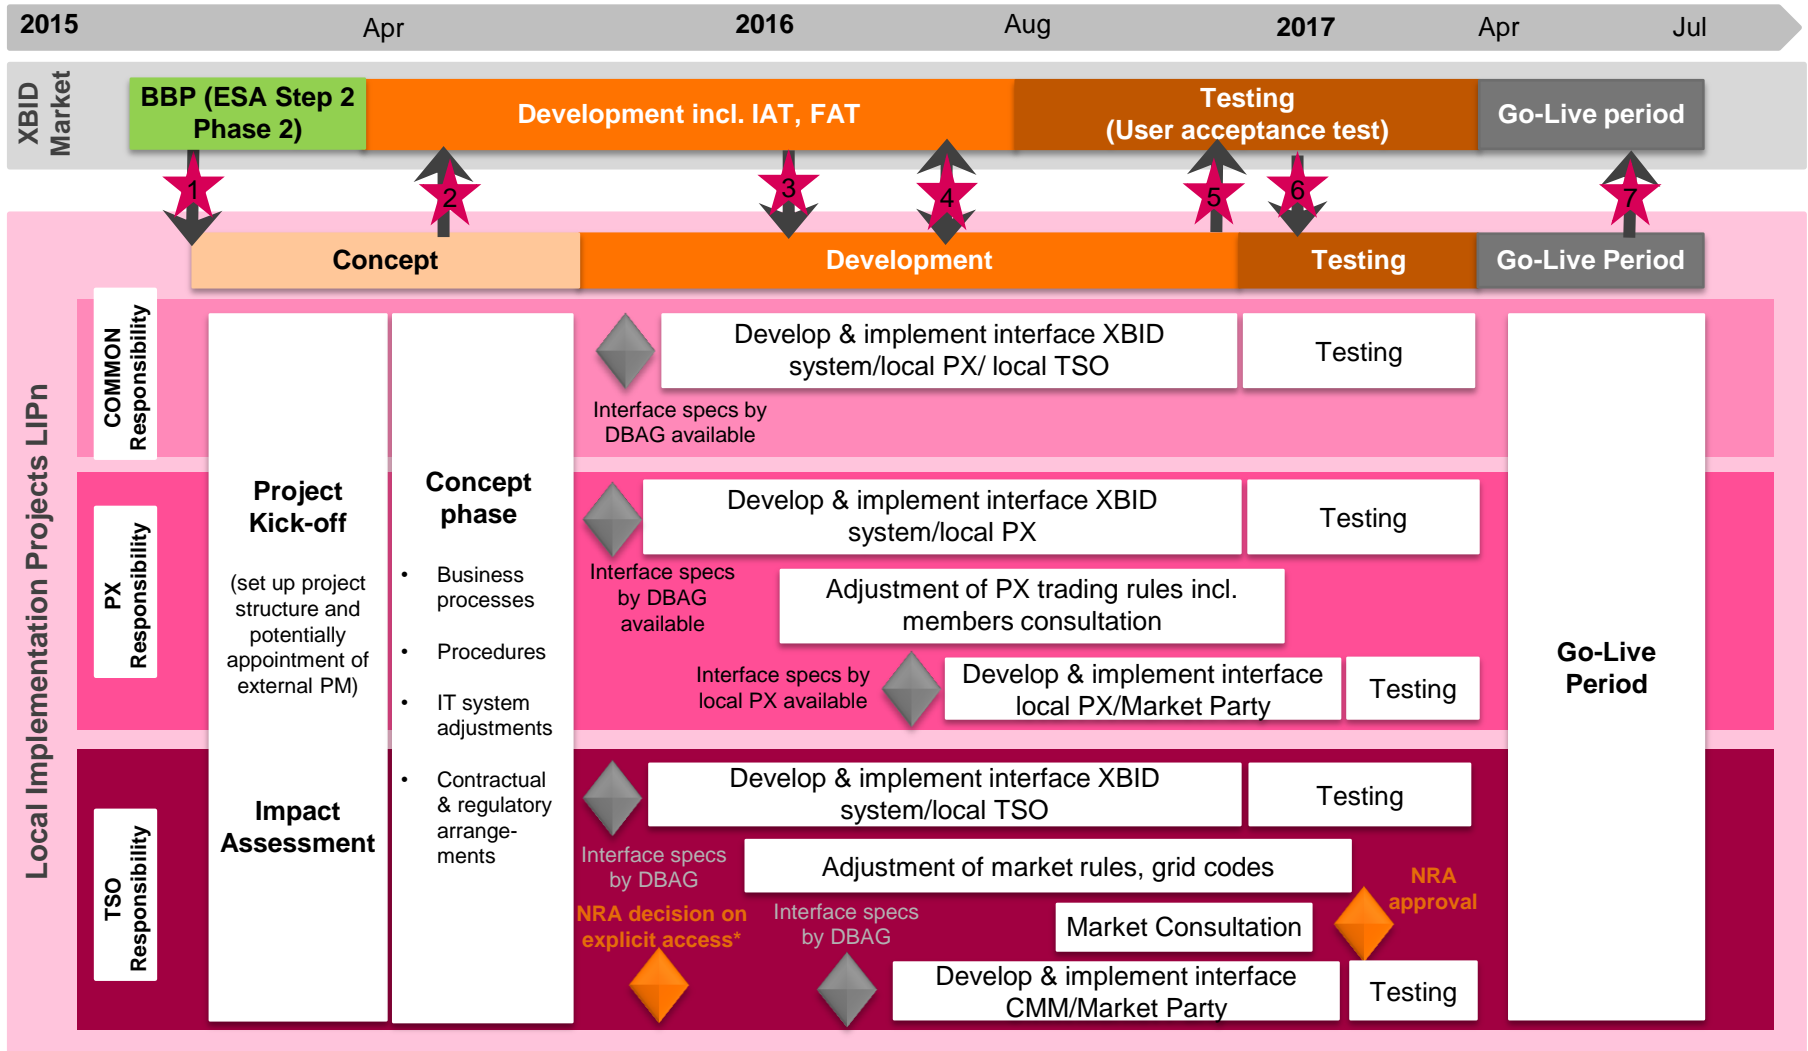 2015
Apr
2016
Aug
2017
Apr
Jul
XBID
Market
BBP (ESA Step 2
Phase 2)
Development incl. IAT, FAT
Testing
(User acceptance test)
Go-Live period
1
2
3
4
5
6
7
Concept
Development
Testing
Go-Live Period
Local Implementation Projects LIPn
COMMON
Responsibility
Develop & implement interface XBID
system/local PX/ local TSO
Testing
Interface specs by
DBAG available
Project
Kick-off
(set up project
structure and
potentially
appointment of
external PM)
Impact
Assessment
Concept
phase
• Business
processes
• Procedures
• IT system
adjustments
• Contractual
& regulatory
arrange-
ments
PX
Responsibility
Develop & implement interface XBID
system/local PX
Testing
Interface specs
by DBAG
available
Adjustment of PX trading rules incl.
members consultation
Interface specs by
local PX available
Develop & implement interface
local PX/Market Party
Testing
Go-Live
Period
TSO
Responsibility
Develop & implement interface XBID
system/local TSO
Testing
Interface specs
by DBAG
Adjustment of market rules, grid codes
NRA
approval
NRA decision on
explicit access*
Interface specs
by DBAG
Market Consultation
Develop & implement interface
CMM/Market Party
Testing